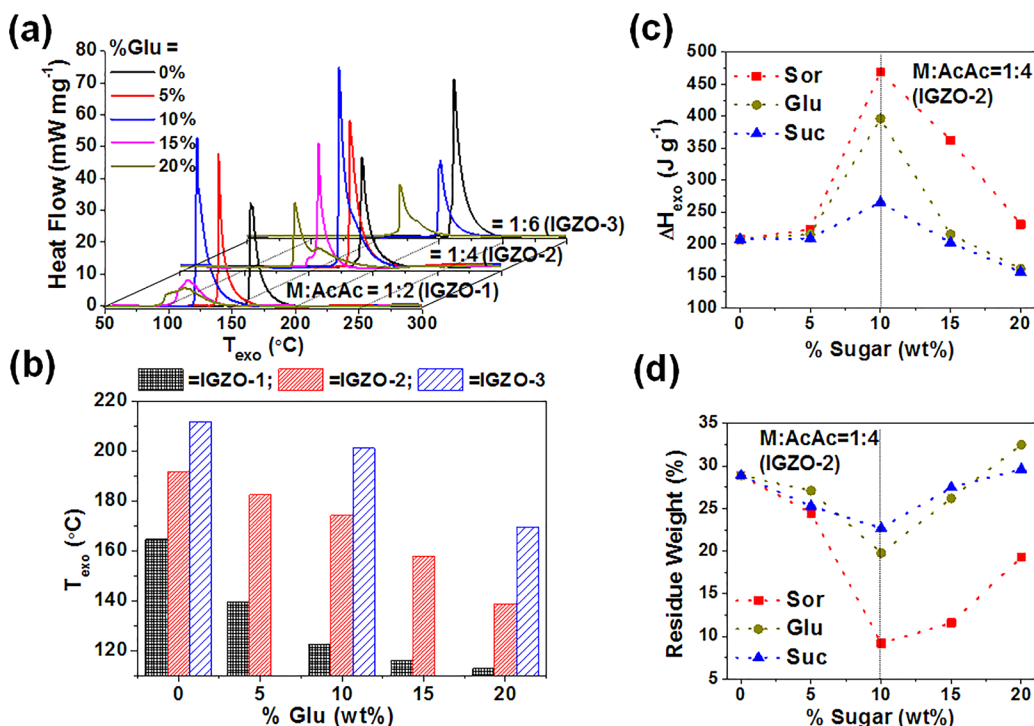 (a)
%Glu =
0%
5%
10%
15%
20%
80
70
60
50
40
30
20
10
0
Heat Flow (mW mg⁻¹)
= 1:6 (IGZO-3)
= 1:4 (IGZO-2)
M:AcAc = 1:2 (IGZO-1)
50 100 150 200 250 300
T_exo (°C)
(b)
=IGZO-1; =IGZO-2; =IGZO-3
220
200
180
160
140
120
T_exo (°C)
0 5 10 15 20
% Glu (wt%)
(c)
500
450
400
350
300
250
200
150
100
ΔH_exo (J g⁻¹)
Sor
Glu
Suc
M:AcAc=1:4
(IGZO-2)
0 5 10 15 20
% Sugar (wt%)
(d)
35
30
25
20
15
10
5
Residue Weight (%)
M:AcAc=1:4
(IGZO-2)
Sor
Glu
Suc
0 5 10 15 20
% Sugar (wt%)